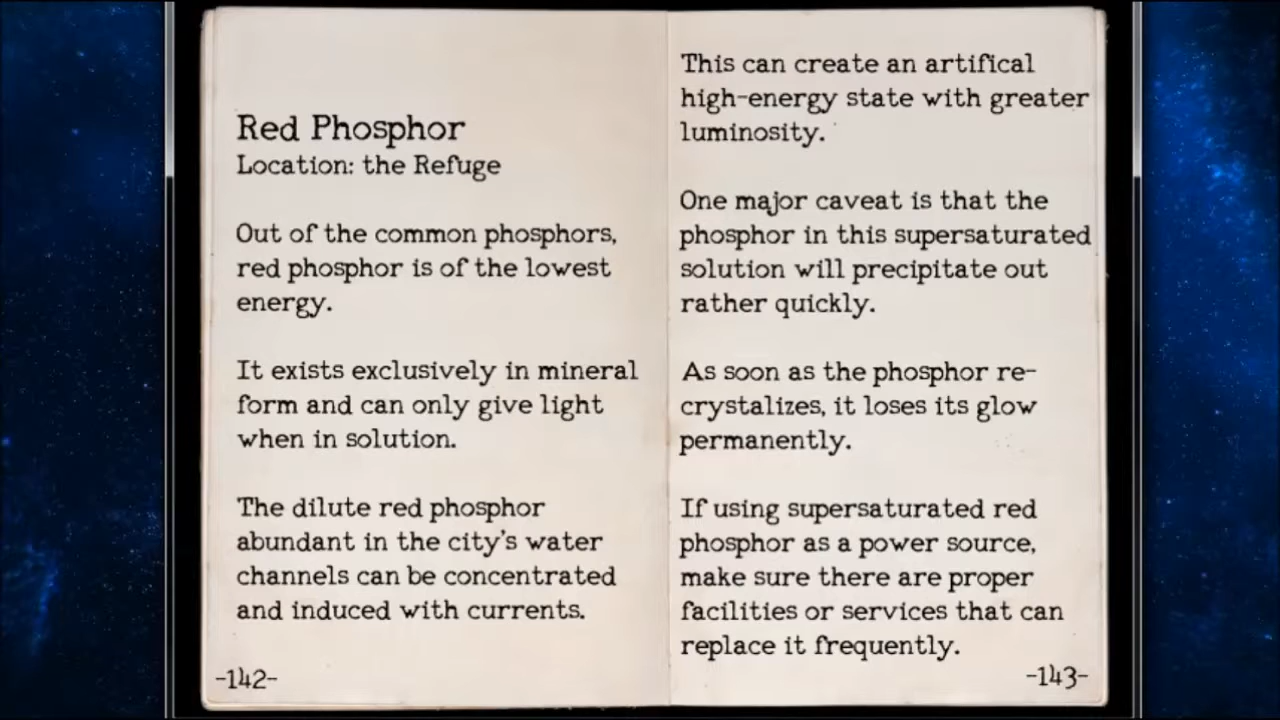 Red Phosphor
Location: the Refuge
Out of the common phosphors,
red phosphor is of the lowest
energy.
It exists exclusively in mineral
form and can only give light
when in solution.
The dilute red phosphor
abundant in the city's water
channels can be concentrated
and induced with currents.
-142-
This can create an artifical
high-energy state with greater
luminosity.
One major caveat is that the
phosphor in this supersaturated
solution will precipitate out
rather quickly.
As soon as the phosphor re-
crystalizes, it loses its glow
permanently.
If using supersaturated red
phosphor as a power source,
make sure there are proper
facilities or services that can
replace it frequently.
-143-